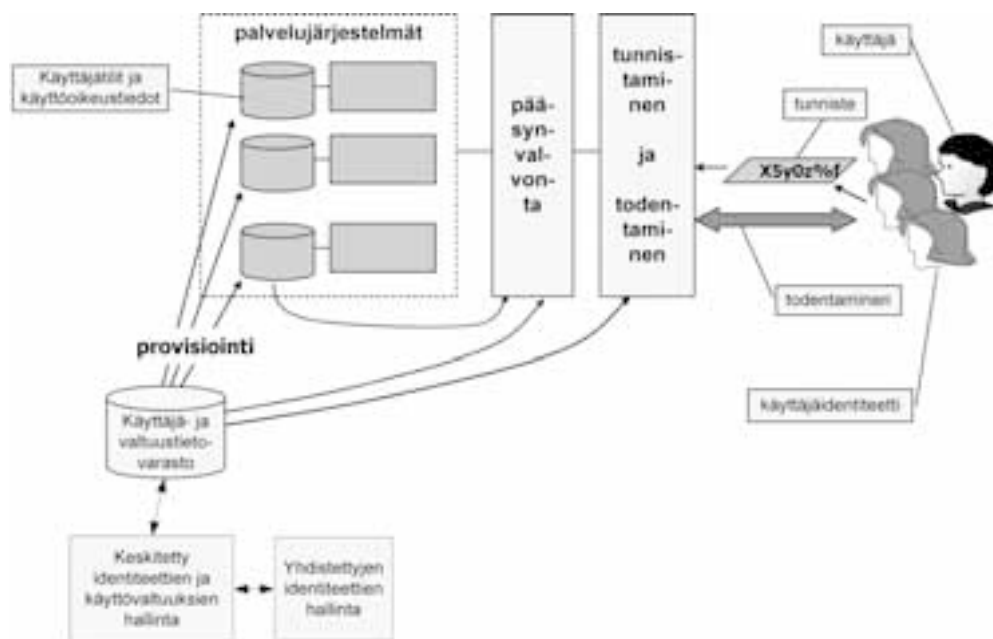 palvelujärjestelmät
Käyttäjätilit ja
käyttöoikeustiedot
pää-
syn-
val-
von-
ta
tunnis-
tami-
nen
ja
toden-
tami-
nen
käyttäjä
tunniste
XSy0z%f
todentaminen
käyttäjäidentiteetti
provisiointi
Käyttäjä- ja
valtuustieto-
varasto
Keskitetty
identiteettien ja
käyttövaltuuksien
hallinta
Yhdistettyjen
identiteettien
hallinta